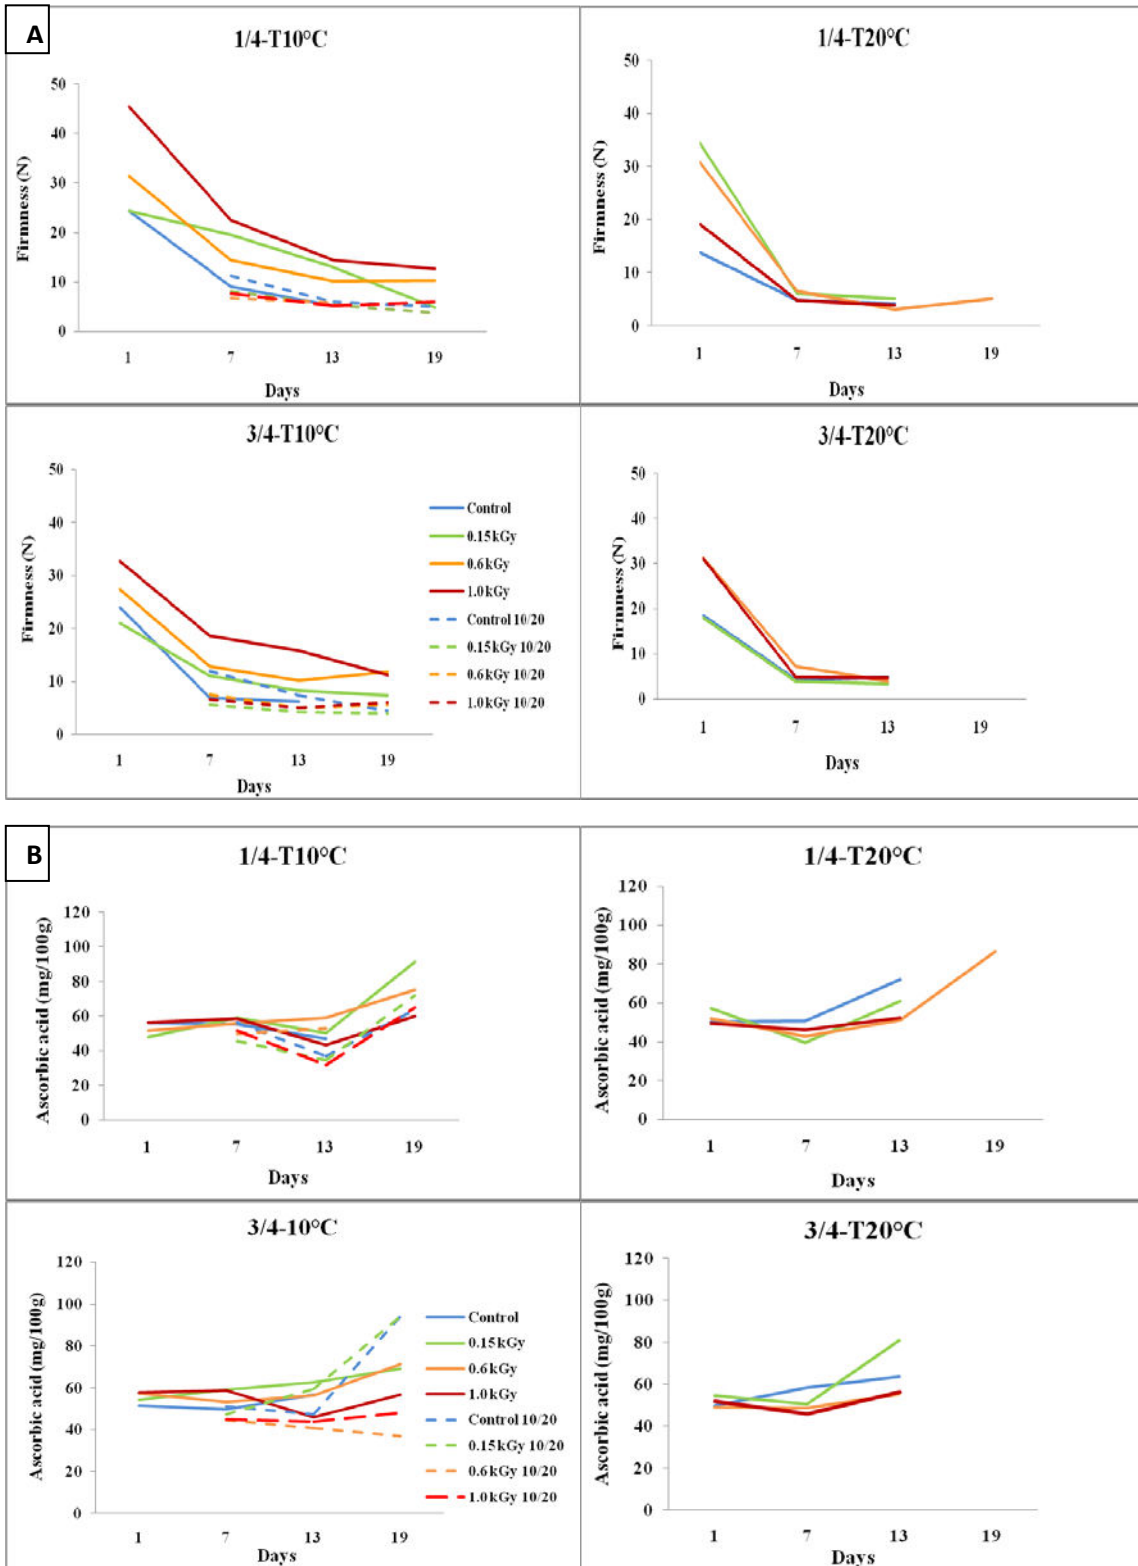 A
1/4-T10°C
50
40
30
20
10
0
Firmness (N)
1 7 13 19
Days
1/4-T20°C
50
40
30
20
10
0
Firmness (N)
1 7 13 19
Days
3/4-T10°C
50
40
30
20
10
0
Firmness (N)
1 7 13 19
Days
Control
0.15kGy
0.6kGy
1.0kGy
Control 10/20
0.15kGy 10/20
0.6kGy 10/20
1.0kGy 10/20
3/4-T20°C
50
40
30
20
10
0
Firmness (N)
1 7 13 19
Days
B
1/4-T10°C
120
100
80
60
40
20
0
Ascorbic acid (mg/100g)
1 7 13 19
Days
1/4-T20°C
120
100
80
60
40
20
0
Ascorbic acid (mg/100g)
1 7 13 19
Days
3/4-10°C
120
100
80
60
40
20
0
Ascorbic acid (mg/100g)
1 7 13 19
Days
Control
0.15kGy
0.6kGy
1.0kGy
Control 10/20
0.15kGy 10/20
0.6kGy 10/20
1.0kGy 10/20
3/4-T20°C
120
100
80
60
40
20
0
Ascorbic acid (mg/100g)
1 7 13 19
Days